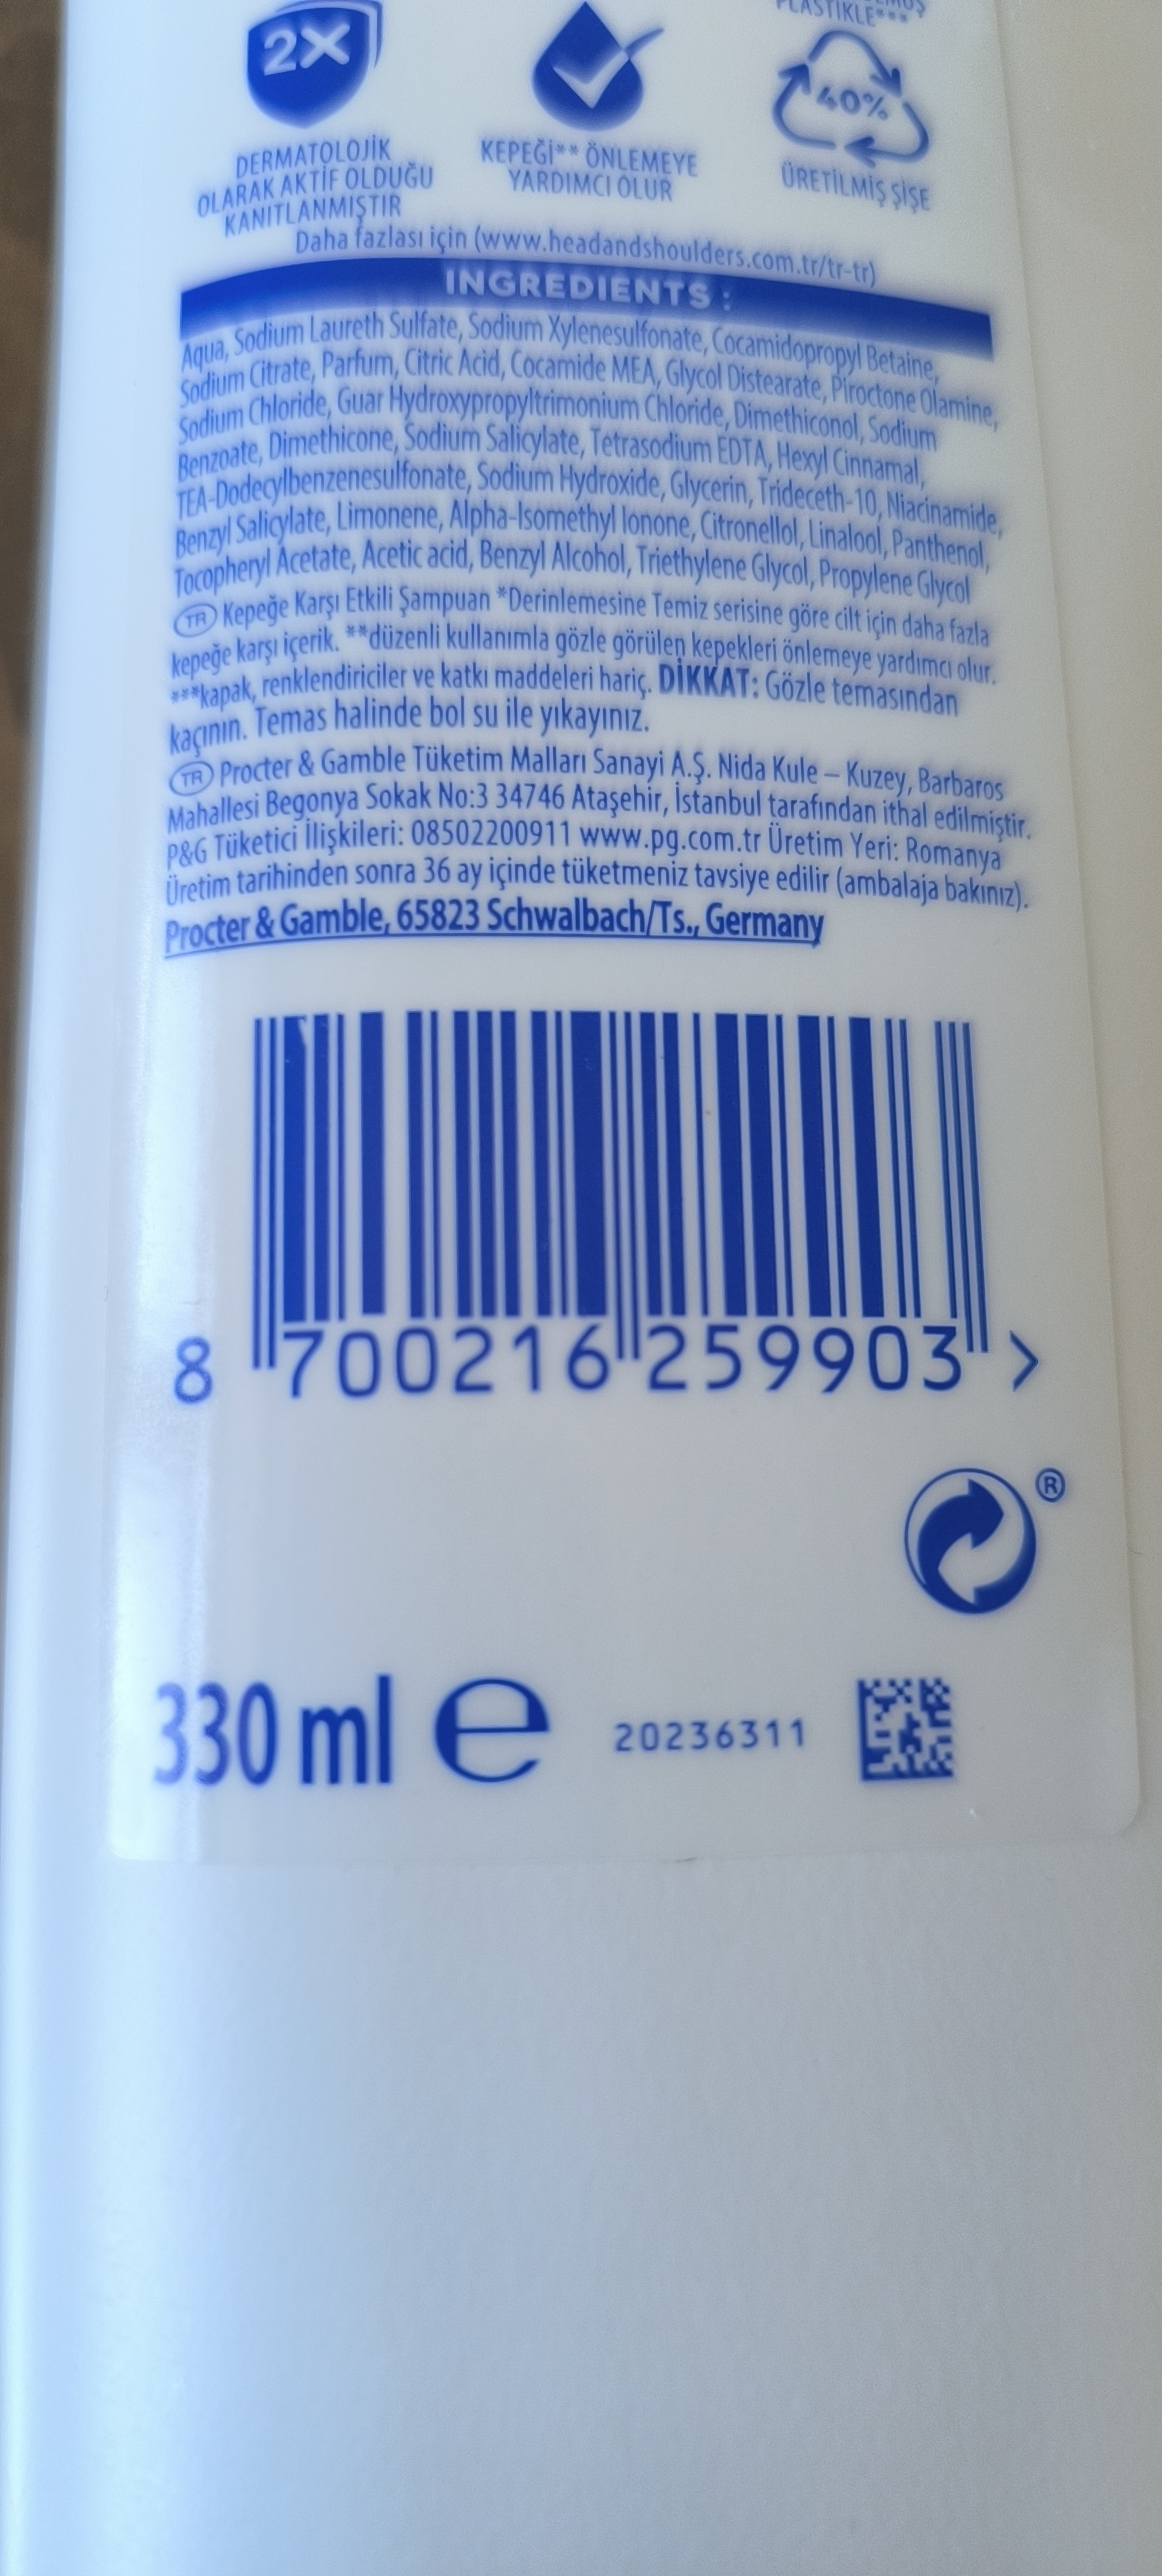 PLASTİKLE***
2X
40%
DERMATOLOJİK
OLARAK AKTİF OLDUĞU
KANITLANMIŞTIR
KEPEĞİ** ÖNLEMEYE
YARDIMCI OLUR
ÜRETİLMİŞ ŞİŞE
Daha fazlası için (www.headandshoulders.com.tr/tr-tr)
INGREDIENTS :
Aqua, Sodium Laureth Sulfate, Sodium Xylenesulfonate, Cocamidopropyl Betaine,
Sodium Citrate, Parfum, Citric Acid, Cocamide MEA, Glycol Distearate, Piroctone Olamine,
Sodium Chloride, Guar Hydroxypropyltrimonium Chloride, Dimethiconol, Sodium
Benzoate, Dimethicone, Sodium Salicylate, Tetrasodium EDTA, Hexyl Cinnamal,
TEA-Dodecylbenzenesulfonate, Sodium Hydroxide, Glycerin, Trideceth-10, Niacinamide,
Benzyl Salicylate, Limonene, Alpha-Isomethyl Ionone, Citronellol, Linalool, Panthenol,
Tocopheryl Acetate, Acetic acid, Benzyl Alcohol, Triethylene Glycol, Propylene Glycol
TR Kepeğe Karşı Etkili Şampuan *Derinlemesine Temiz serisine göre cilt için daha fazla
kepeğe karşı içerik. **düzenli kullanımla gözle görülen kepekleri önlemeye yardımcı olur.
***kapak, renklendiriciler ve katkı maddeleri hariç. DİKKAT: Gözle temasından
kaçının. Temas halinde bol su ile yıkayınız.
TR Procter & Gamble Tüketim Malları Sanayi A.Ş. Nida Kule – Kuzey, Barbaros
Mahallesi Begonya Sokak No:3 34746 Ataşehir, İstanbul tarafından ithal edilmiştir.
P&G Tüketici İlişkileri: 08502200911 www.pg.com.tr Üretim Yeri: Romanya
Üretim tarihinden sonra 36 ay içinde tüketmeniz tavsiye edilir (ambalaja bakınız).
Procter & Gamble, 65823 Schwalbach/Ts., Germany
8 700216 259903 >
®
330 ml e 20236311